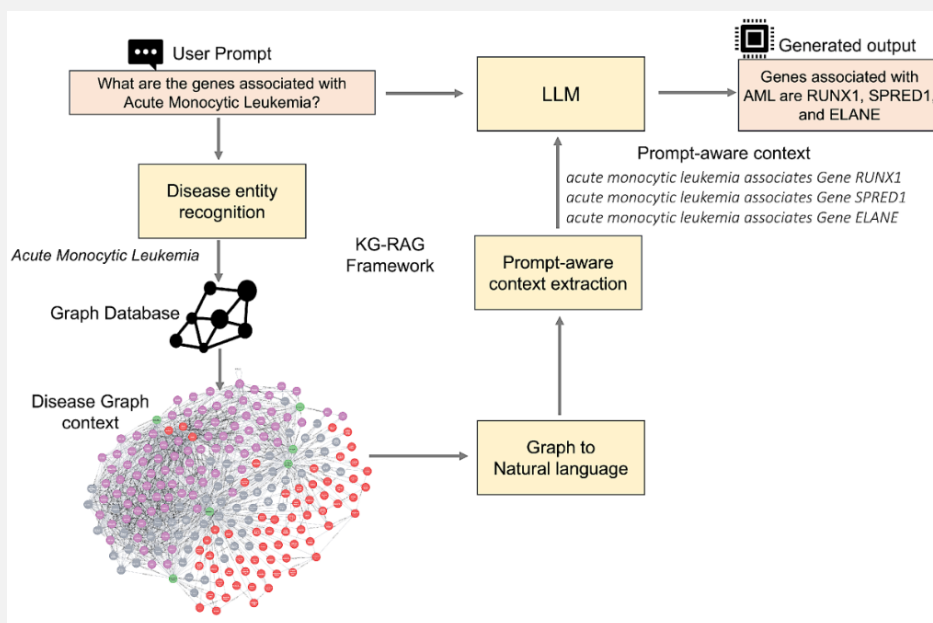 User Prompt
What are the genes associated with
Acute Monocytic Leukemia?
LLM
Generated output
Genes associated with
AML are RUNX1, SPRED1,
and ELANE
Prompt-aware context
acute monocytic leukemia associates Gene RUNX1
acute monocytic leukemia associates Gene SPRED1
acute monocytic leukemia associates Gene ELANE
Disease entity
recognition
Acute Monocytic Leukemia
KG-RAG
Framework
Prompt-aware
context extraction
Graph Database
Disease Graph
context
Graph to
Natural language